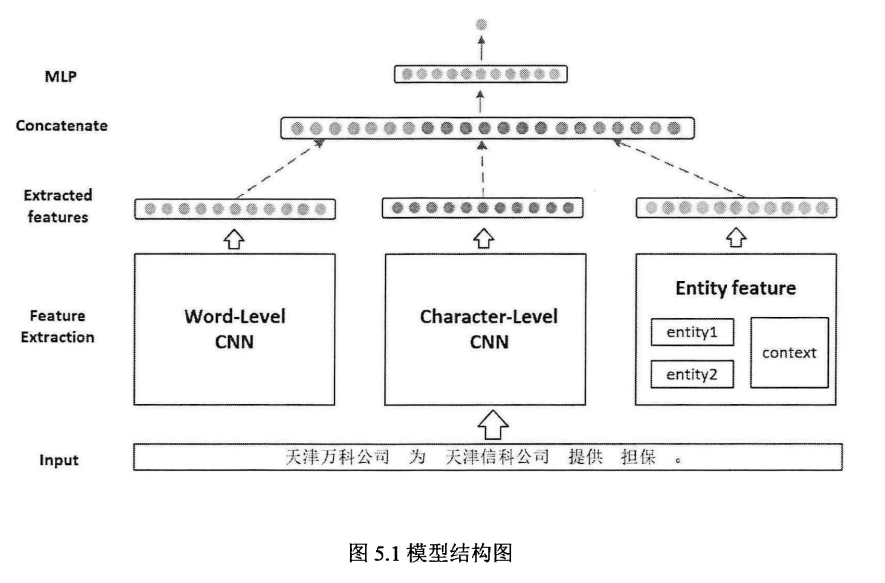 MLP
Concatenate
Extracted
features
Feature
Extraction
Word-Level
CNN
Character-Level
CNN
Entity feature
entity1
entity2
context
Input
天津万科公司 为 天津信科公司 提供 担保 。
图 5.1 模型结构图